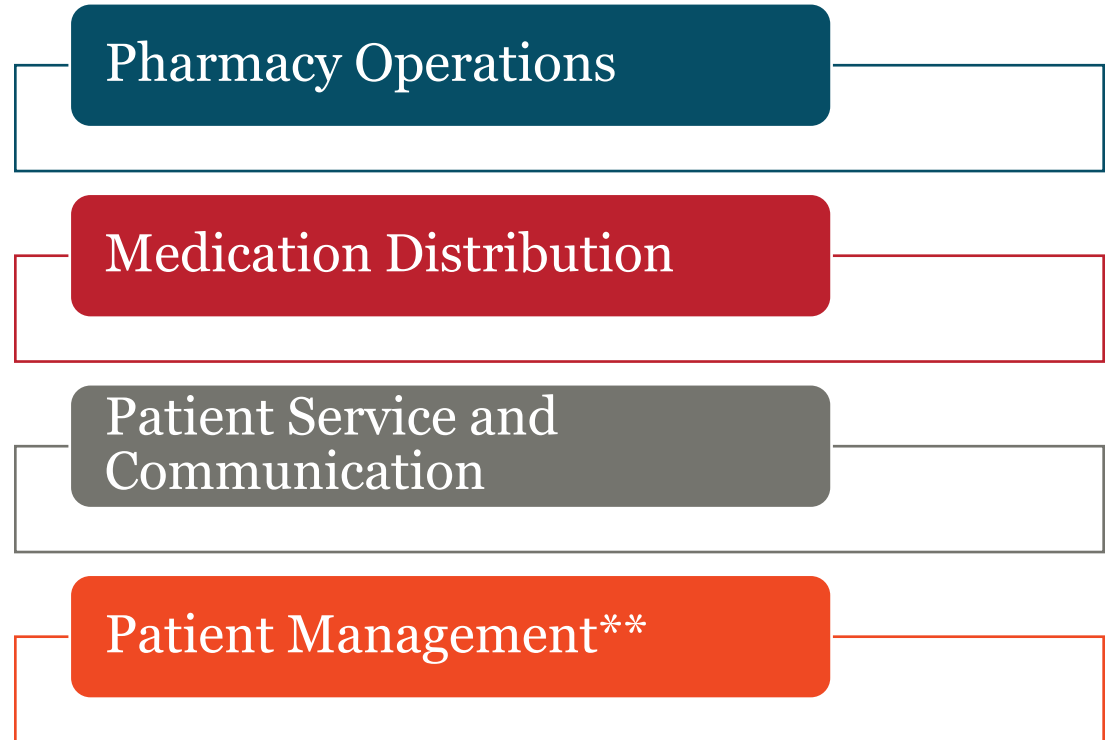 Pharmacy Operations
Medication Distribution
Patient Service and
Communication
Patient Management**